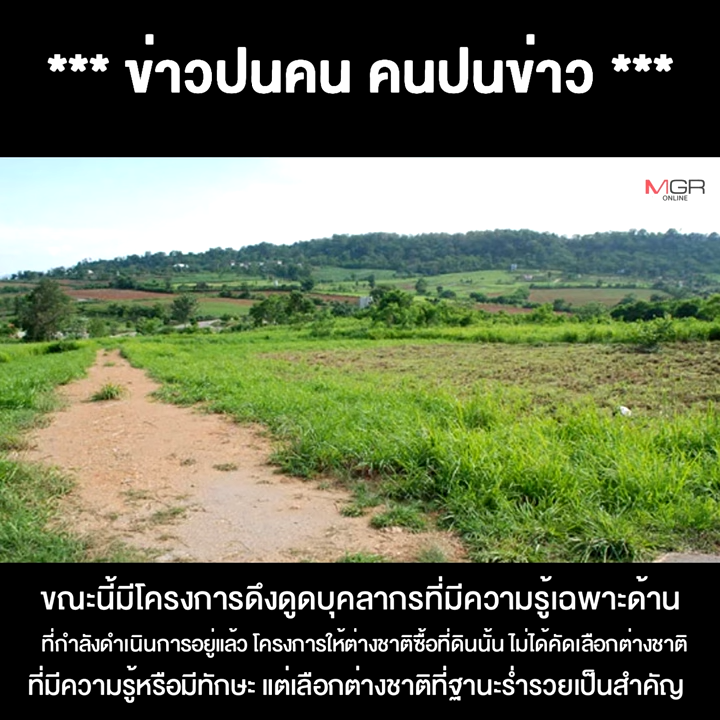 *** ข่าวปนคน คนปนข่าว ***
MGR
ONLINE
ขณะนี้มีโครงการดึงดูดบุคลากรที่มีความรู้เฉพาะด้าน
ที่กำลังดำเนินการอยู่แล้ว โครงการให้ต่างชาติซื้อที่ดินนั้น ไม่ได้คัดเลือกต่างชาติ
ที่มีความรู้หรือมีทักษะ แต่เลือกต่างชาติที่ฐานะร่ำรวยเป็นสำคัญ